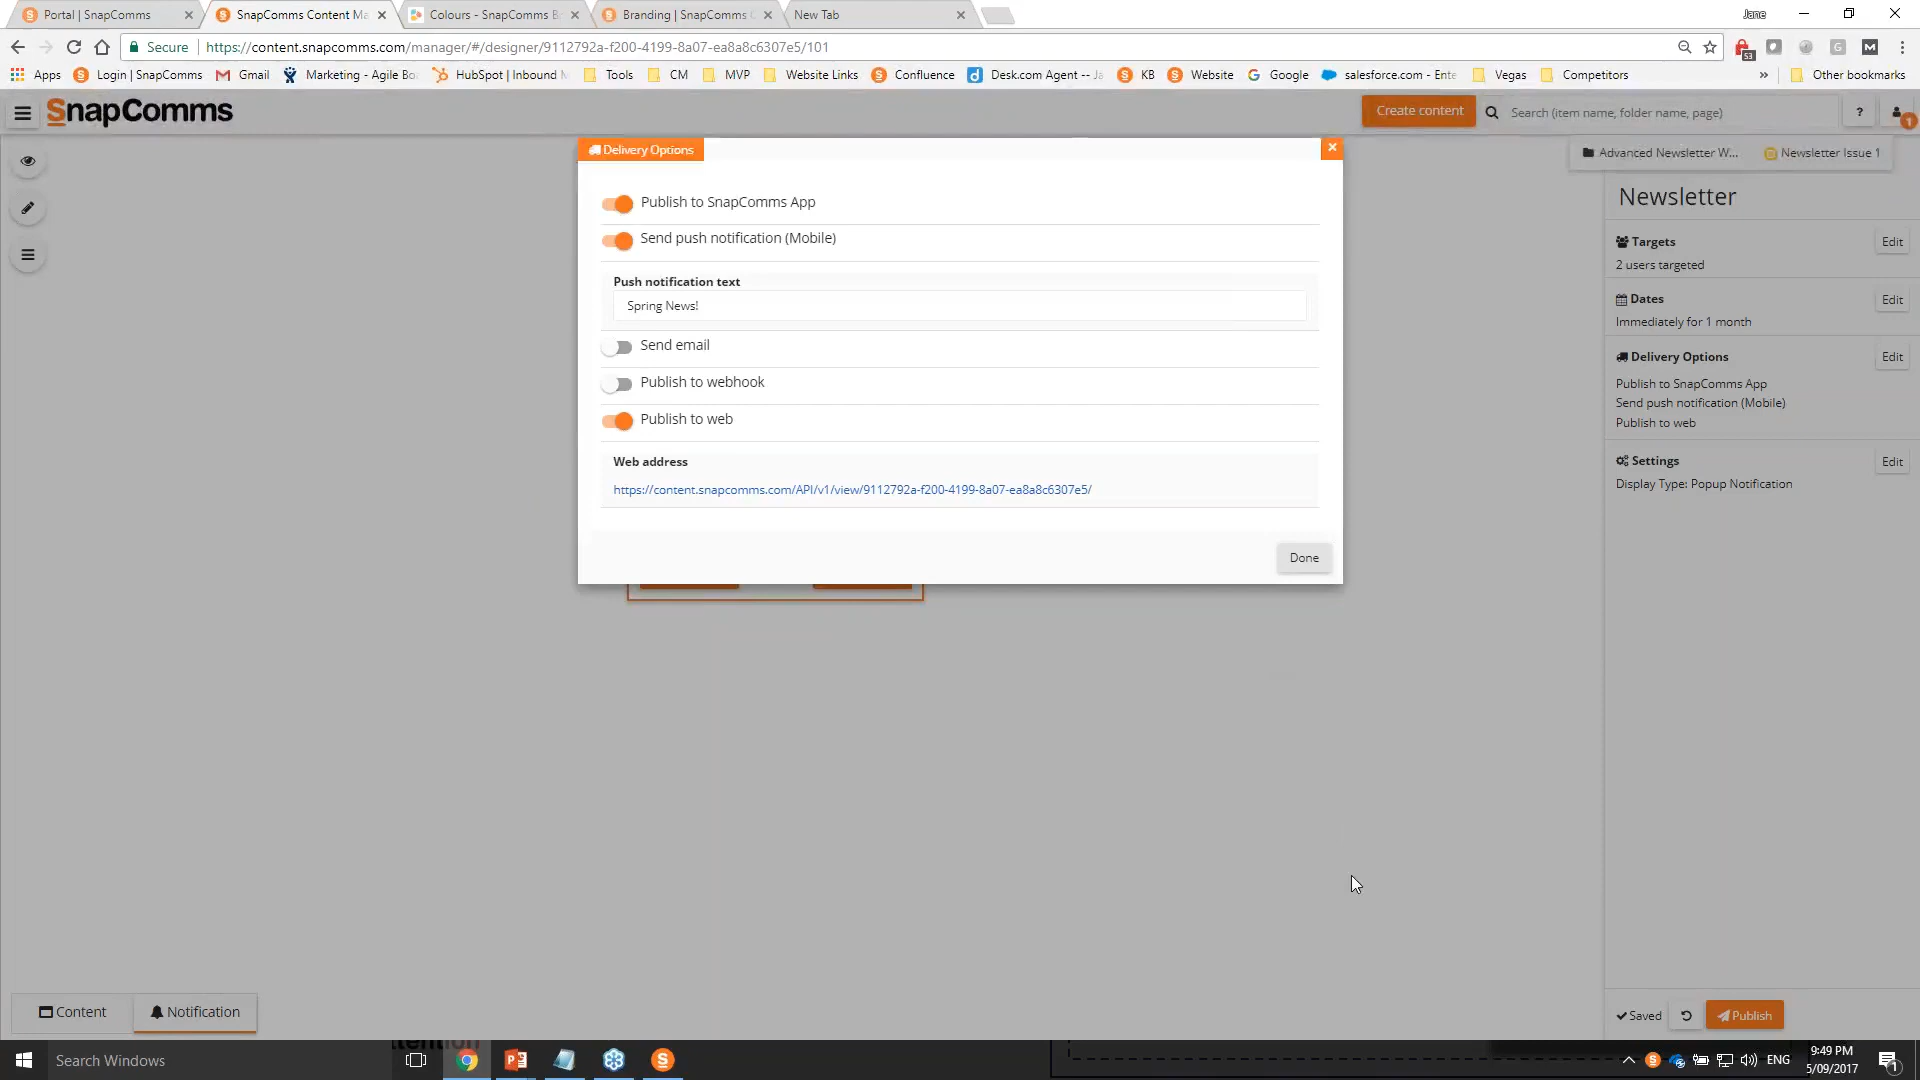 Portal | SnapComms
SnapComms Content Ma
Colours - SnapComms B
Branding | SnapComms
New Tab
Jane
Secure
https://content.snapcomms.com/manager/#/designer/9112792a-f200-4199-8a07-ea8a8c6307e5/101
53
Apps
Login | SnapComms
Gmail
Marketing - Agile Bo
HubSpot | Inbound
Tools
CM
MVP
Website Links
Confluence
Desk.com Agent -- Ja
KB
Website
Google
salesforce.com - Ente
Vegas
Competitors
»
Other bookmarks
SnapComms
Create content
Search (item name, folder name, page)
?
1
Delivery Options
Advanced Newsletter W...
Newsletter Issue 1
Publish to SnapComms App
Send push notification (Mobile)
Push notification text
Spring News!
Send email
Publish to webhook
Publish to web
Web address
https://content.snapcomms.com/API/v1/view/9112792a-f200-4199-8a07-ea8a8c6307e5/
Done
Newsletter
Targets
Edit
2 users targeted
Dates
Edit
Immediately for 1 month
Delivery Options
Edit
Publish to SnapComms App
Send push notification (Mobile)
Publish to web
Settings
Edit
Display Type: Popup Notification
Content
Notification
Saved
Publish
Search Windows
ENG
9:49 PM
5/09/2017
1